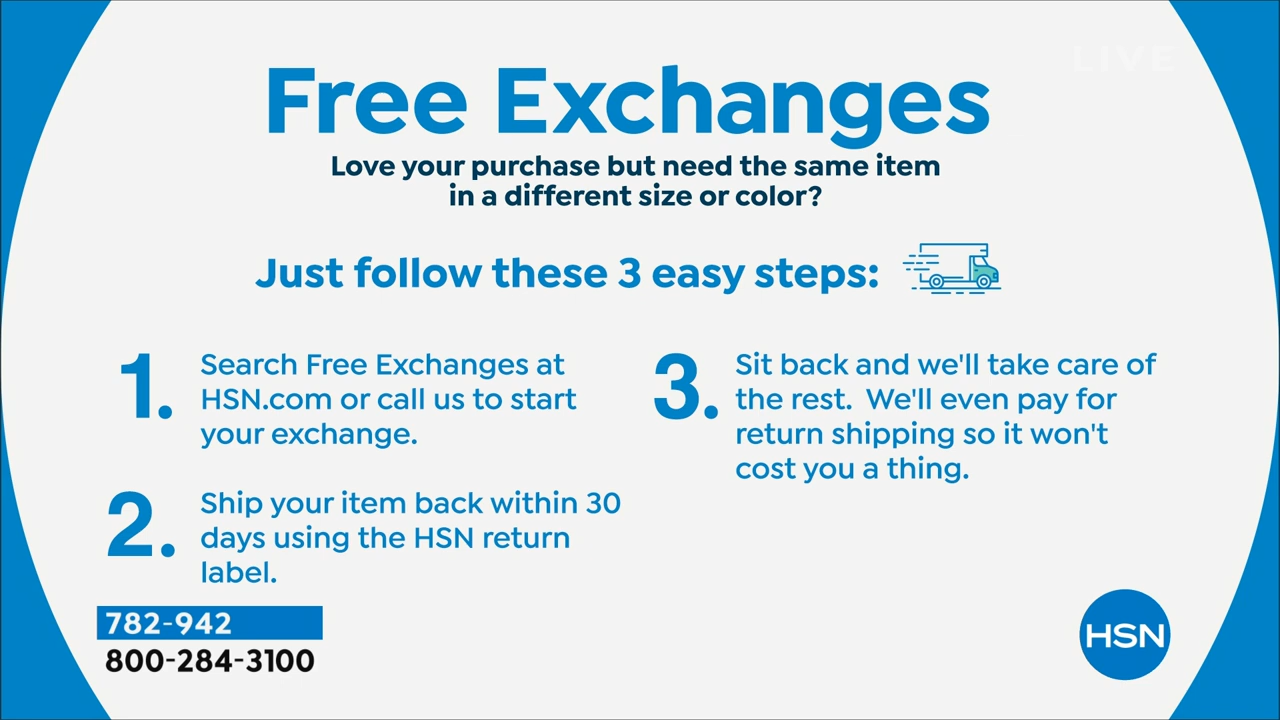 LIVE
Free Exchanges
Love your purchase but need the same item
in a different size or color?
Just follow these 3 easy steps:
1. Search Free Exchanges at
HSN.com or call us to start
your exchange.
2. Ship your item back within 30
days using the HSN return
label.
3. Sit back and we'll take care of
the rest.  We'll even pay for
return shipping so it won't
cost you a thing.
782-942
800-284-3100
HSN